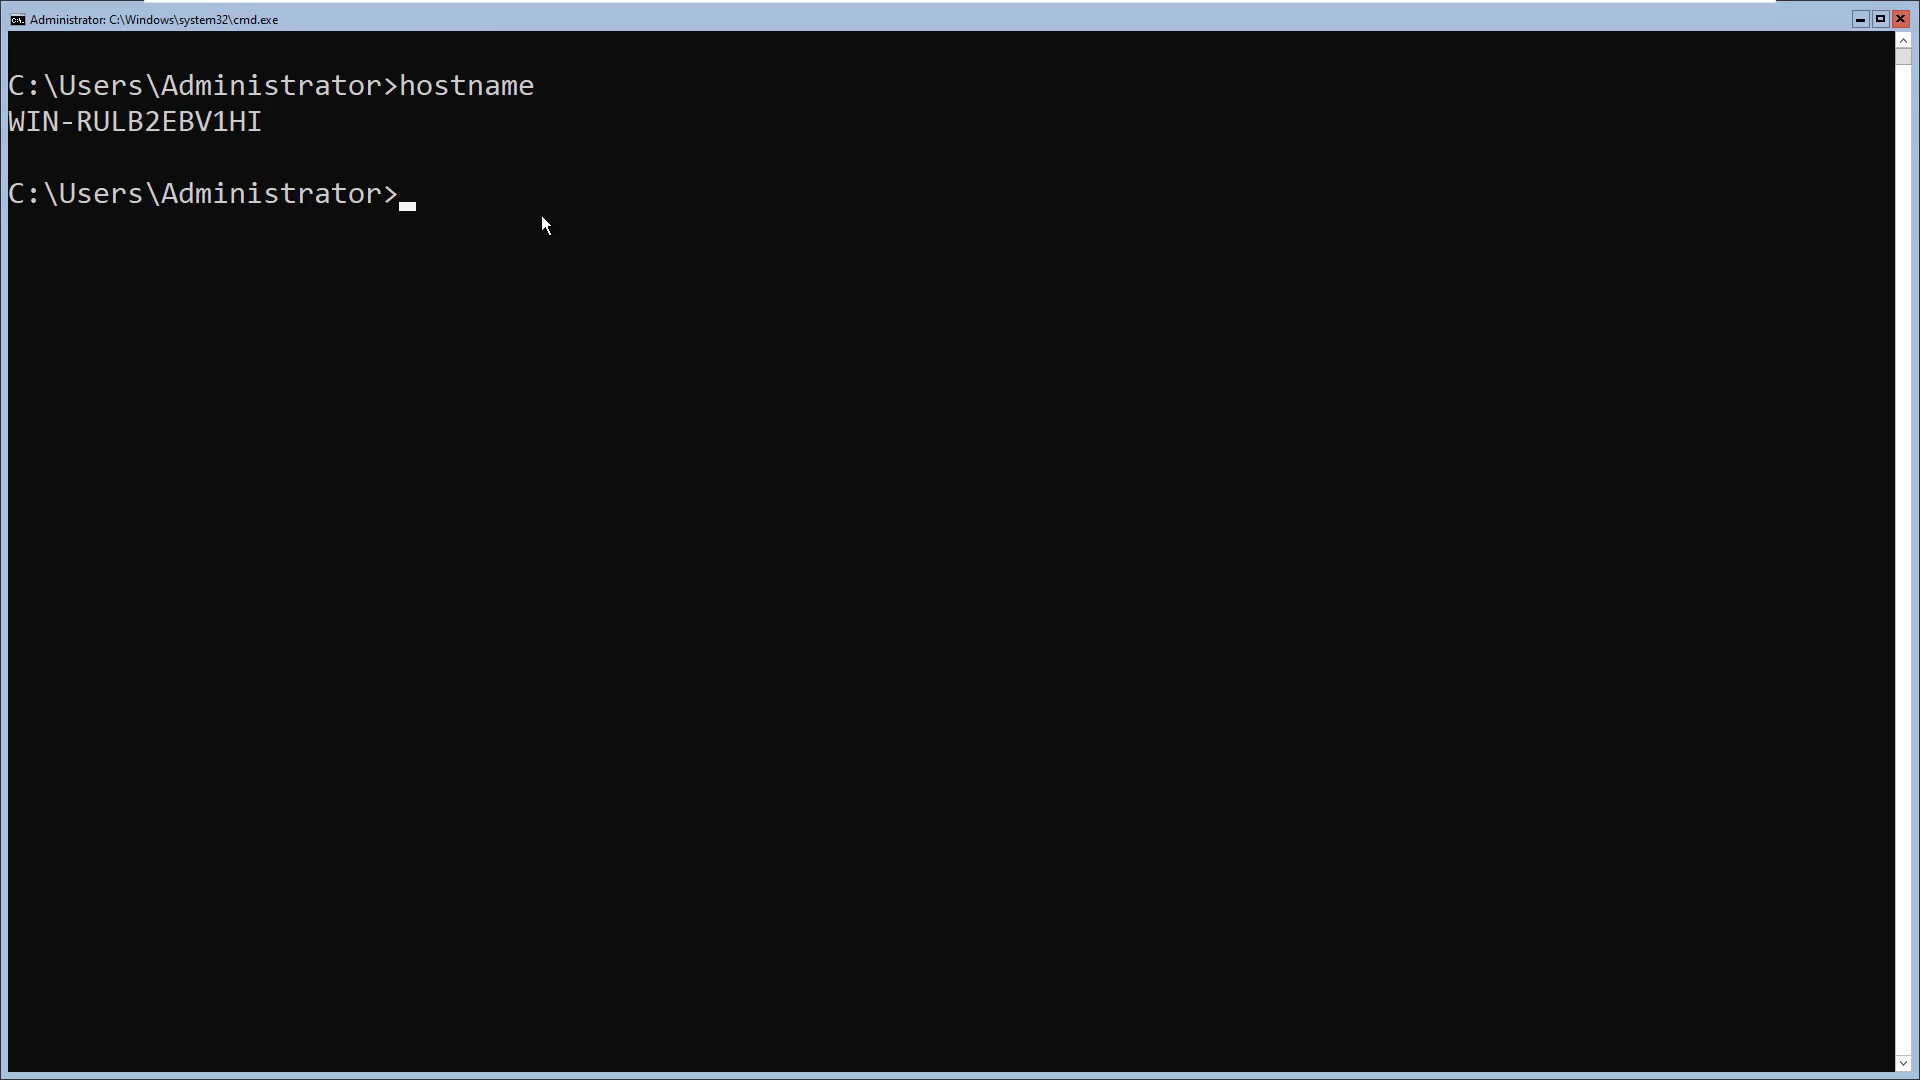 Administrator: C:\Windows\system32\cmd.exe
C:\Users\Administrator>hostname
WIN-RULB2EBV1HI
C:\Users\Administrator>